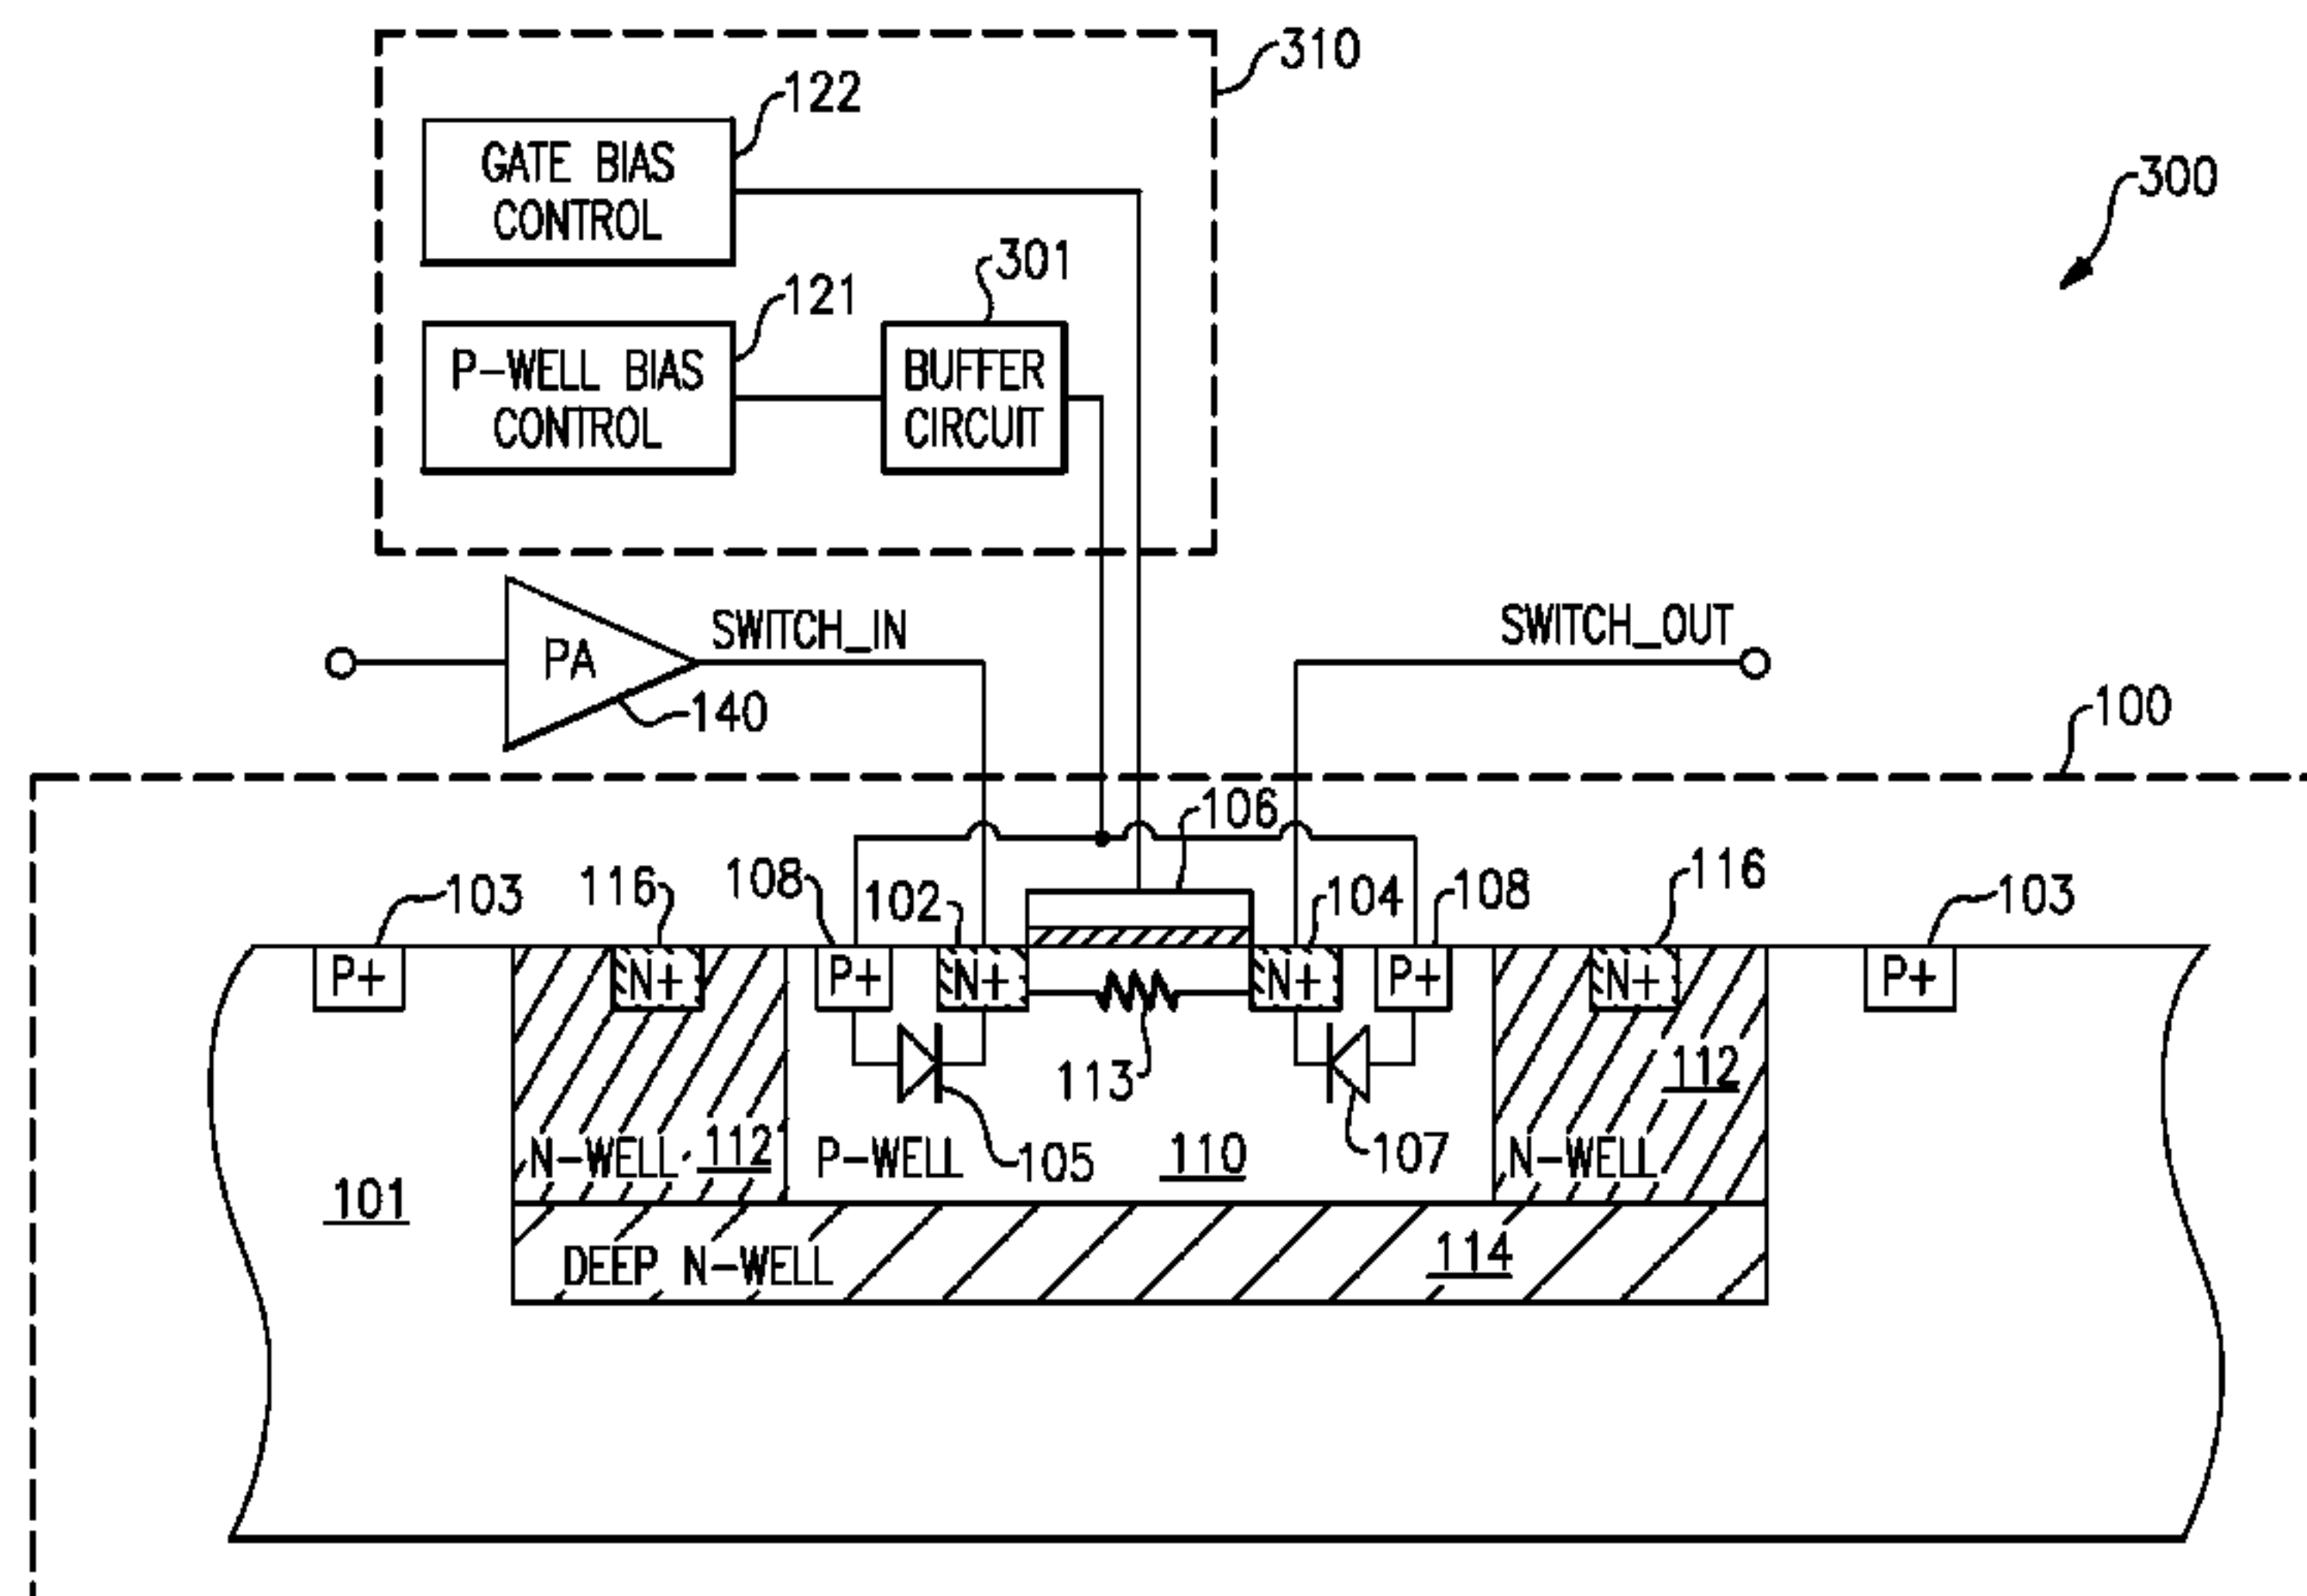 310
122
GATE BIAS
CONTROL
300
301
121
P-WELL BIAS
CONTROL
BUFFER
CIRCUIT
SWITCH_IN
SWITCH_OUT
PA
140
100
106
103
116
108
102
104
108
116
103
P+
N+
P+
N+
N+
P+
N+
P+
113
112
105
107
N-WELL
112
P-WELL
110
N-WELL
101
DEEP N-WELL
114